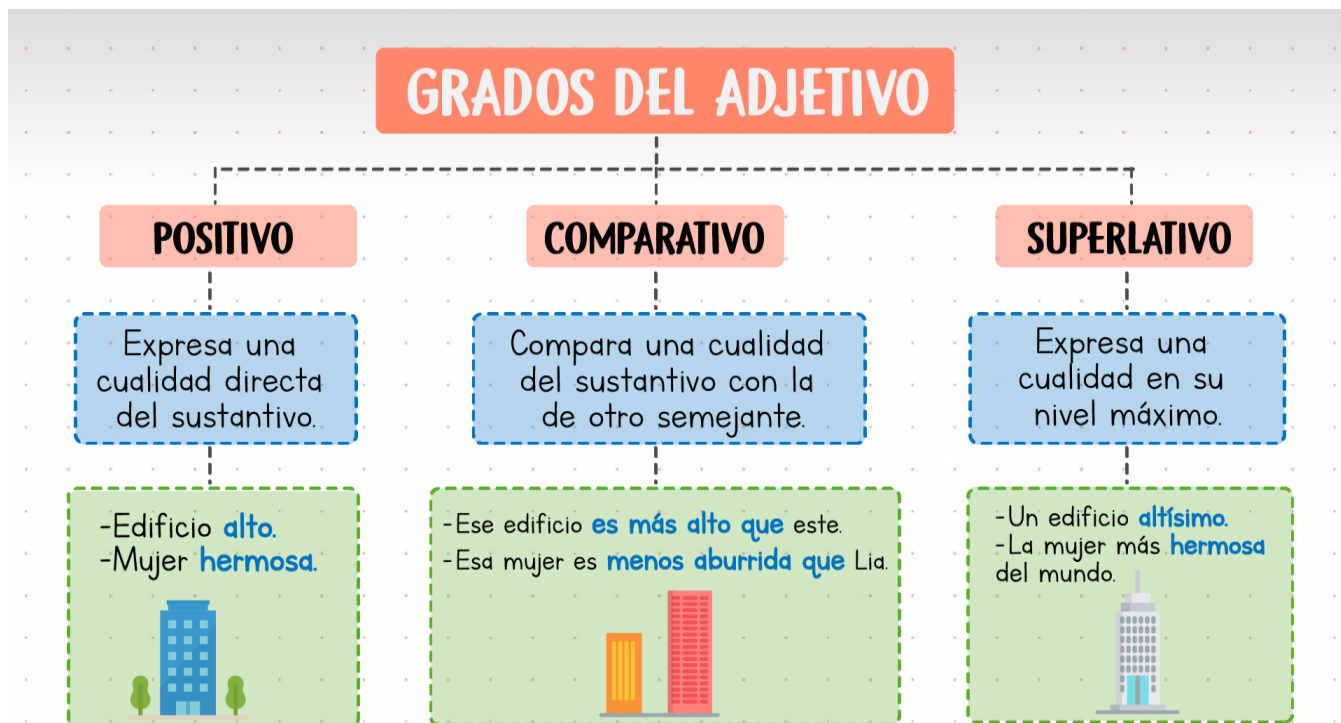 GRADOS DEL ADJETIVO
POSITIVO
Expresa una
cualidad directa
del sustantivo.
-Edificio alto.
-Mujer hermosa.
COMPARATIVO
Compara una cualidad
del sustantivo con la
de otro semejante.
-Ese edificio es más alto que este.
-Esa mujer es menos aburrida que Lia.
SUPERLATIVO
Expresa una
cualidad en su
nivel máximo.
-Un edificio altísimo.
-La mujer más hermosa
del mundo.